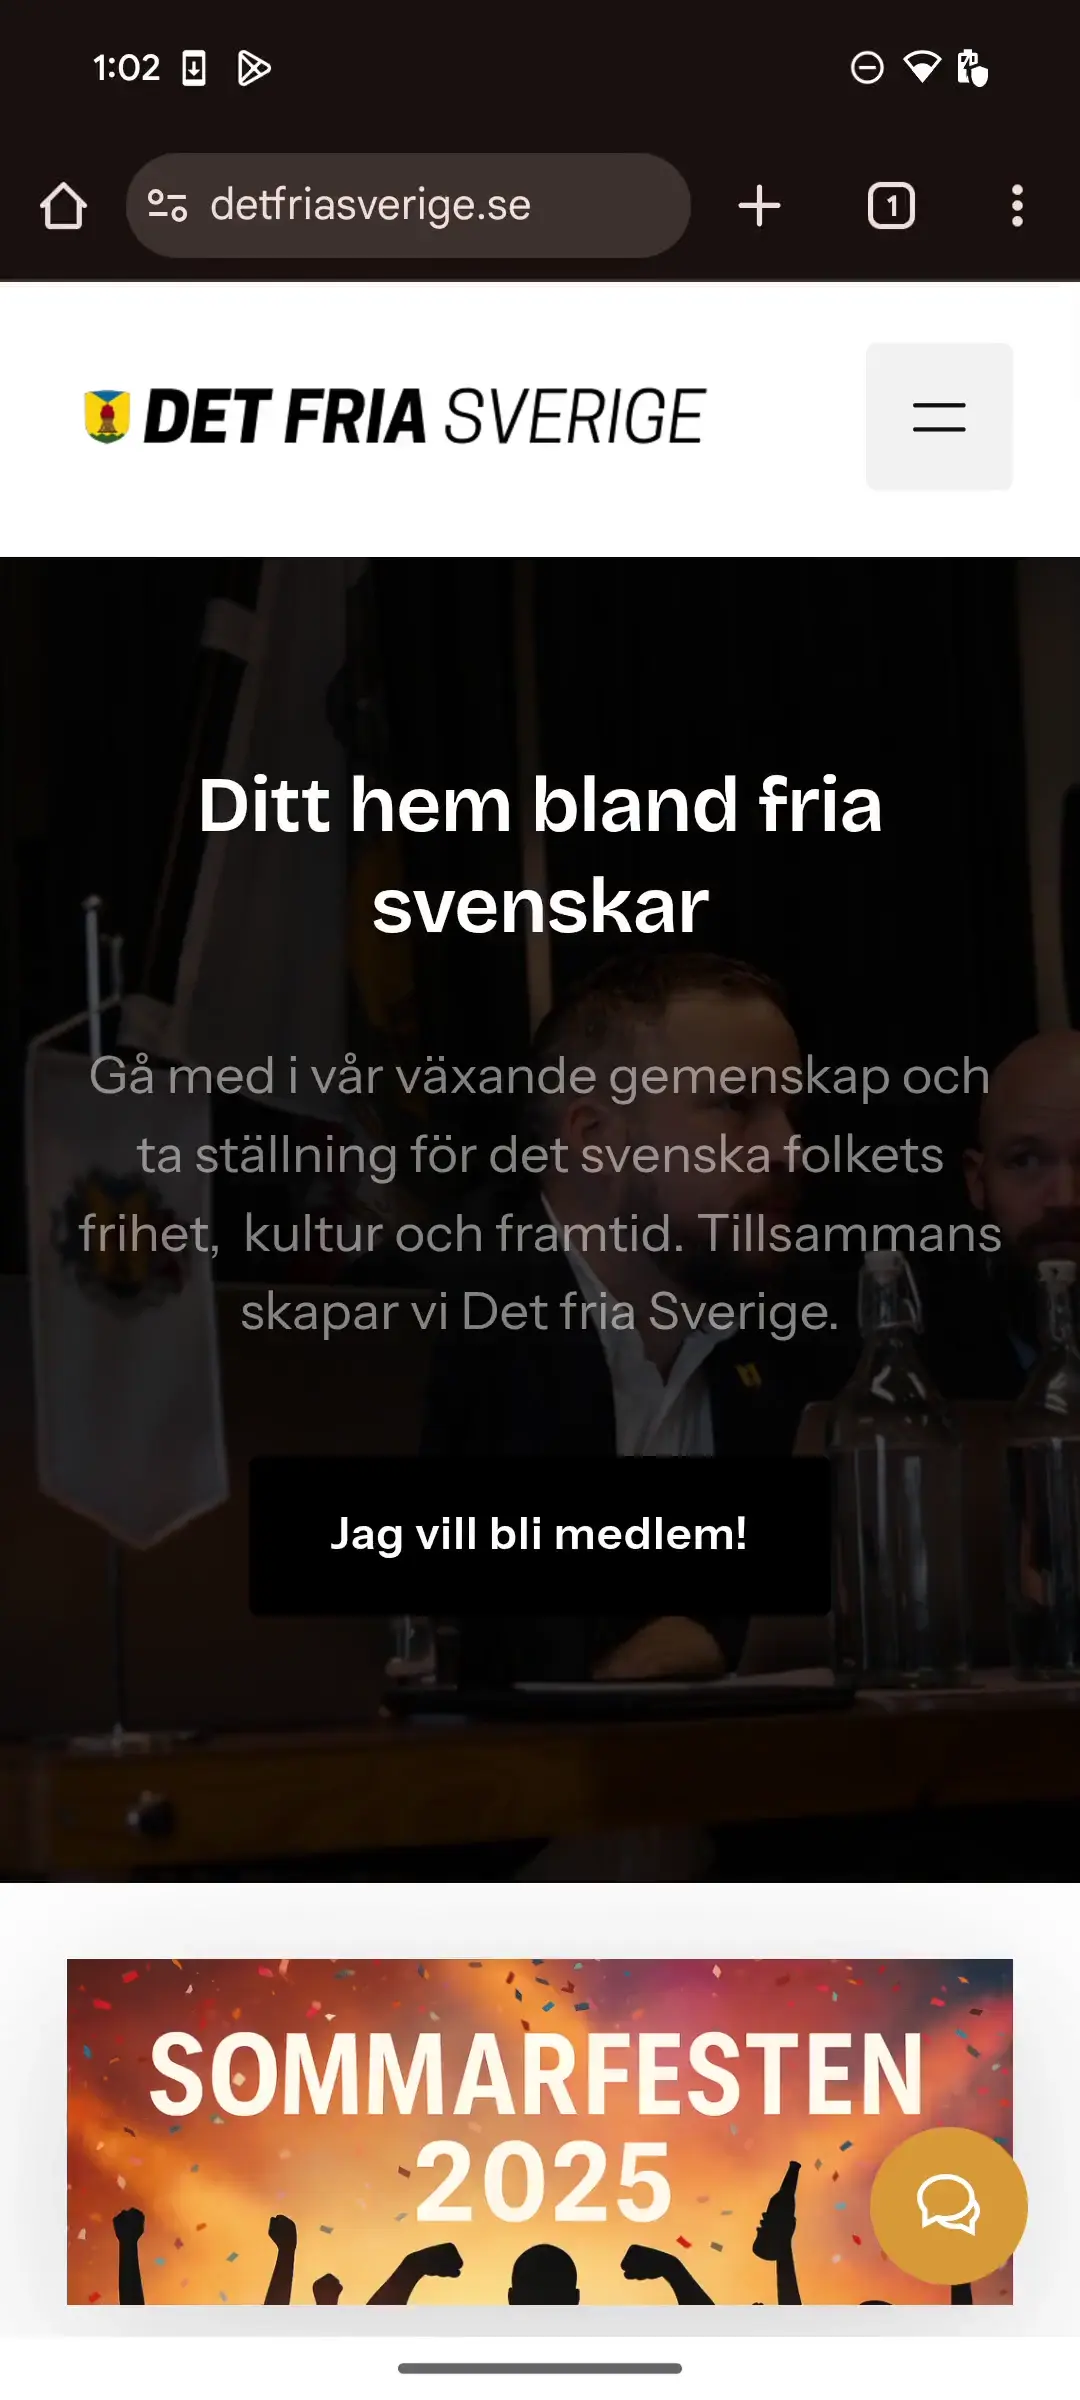 1:02
detfriasverige.se
1
DET FRIA SVERIGE
Ditt hem bland fria
svenskar
Gå med i vår växande gemenskap och
ta ställning för det svenska folkets
frihet, kultur och framtid. Tillsammans
skapar vi Det fria Sverige.
Jag vill bli medlem!
SOMMARFESTEN
2025